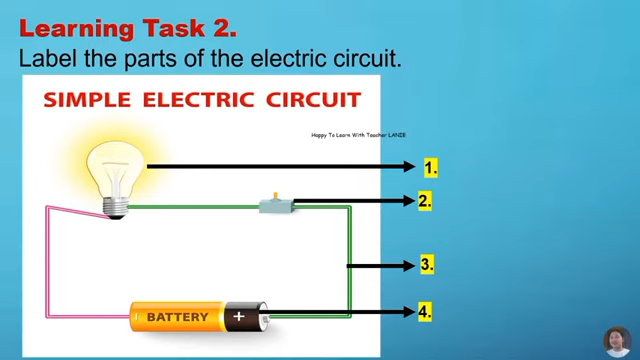 Learning Task 2.
Label the parts of the electric circuit.
SIMPLE ELECTRIC CIRCUIT
Happy To Learn With Teacher LANIE
1.
2.
3.
4.
BATTERY +